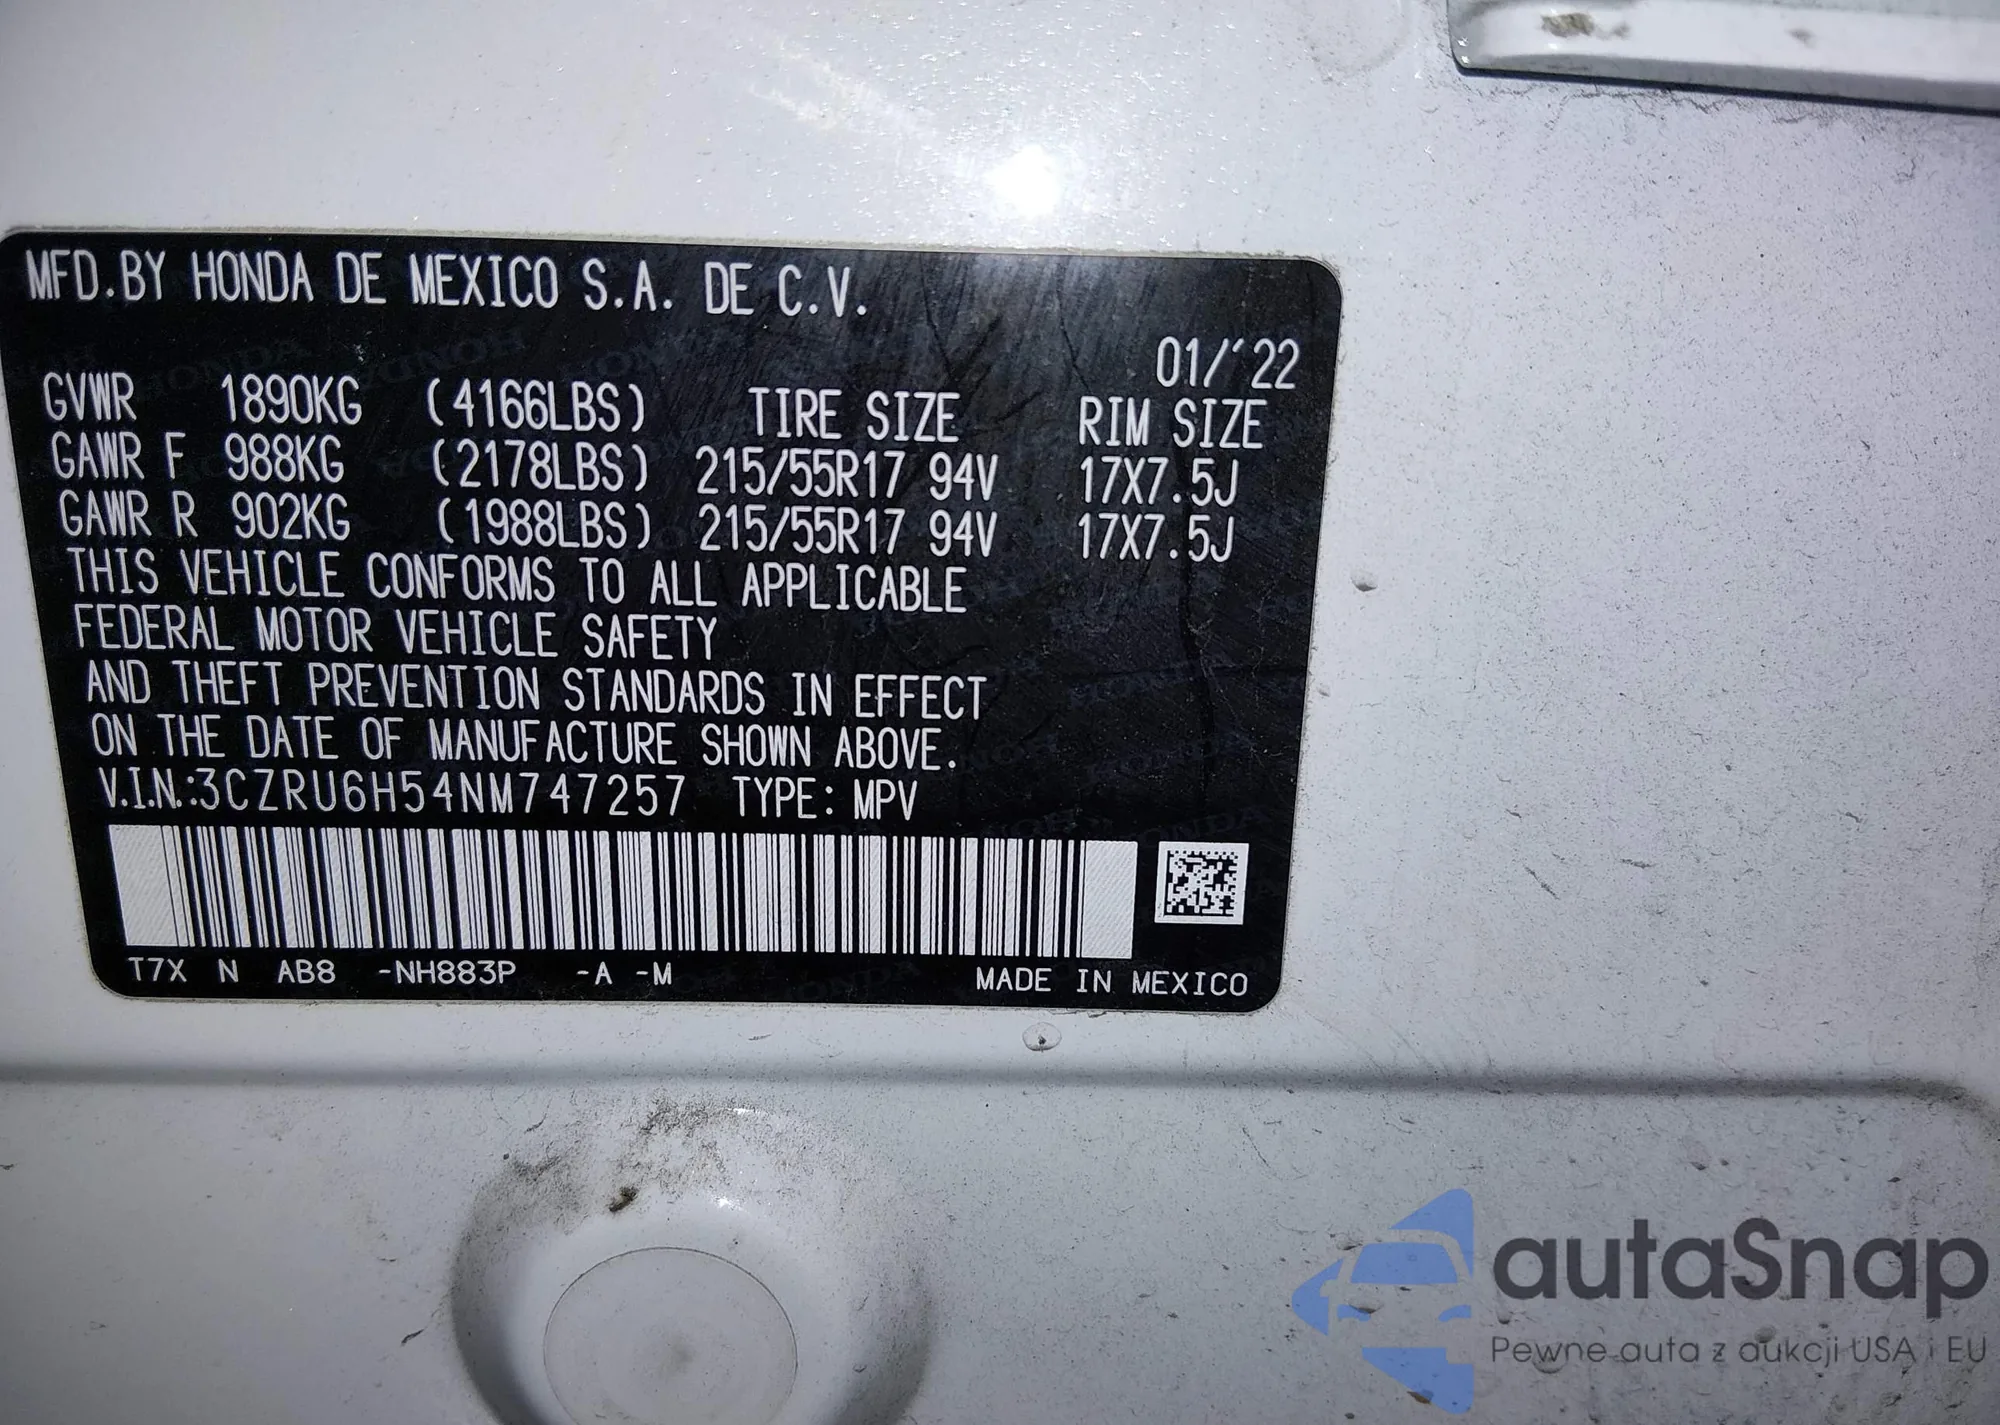 MFD.BY HONDA DE MEXICO S.A. DE C.V.
01/'22
GVWR 1890KG (4166LBS) TIRE SIZE RIM SIZE
GAWR F 988KG (2178LBS) 215/55R17 94V 17X7.5J
GAWR R 902KG (1988LBS) 215/55R17 94V 17X7.5J
THIS VEHICLE CONFORMS TO ALL APPLICABLE
FEDERAL MOTOR VEHICLE SAFETY
AND THEFT PREVENTION STANDARDS IN EFFECT
ON THE DATE OF MANUFACTURE SHOWN ABOVE.
V.I.N.:3CZRU6H54NM747257 TYPE: MPV
T7X N AB8 -NH883P -A -M MADE IN MEXICO
autaSnap
Pewne auta z aukcji USA i EU